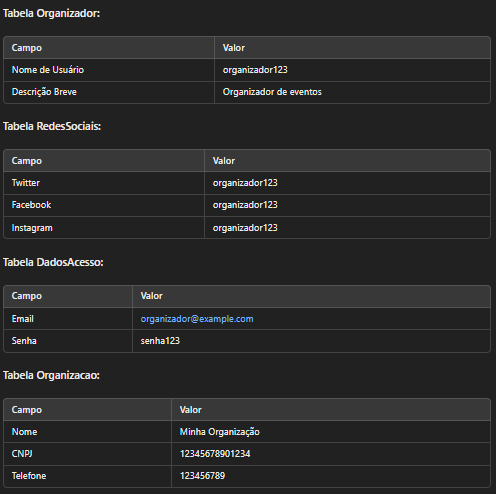 Tabela Organizador:
Campo Valor
Nome de Usuário organizador123
Descrição Breve Organizador de eventos
Tabela RedesSociais:
Campo Valor
Twitter organizador123
Facebook organizador123
Instagram organizador123
Tabela DadosAcesso:
Campo Valor
Email organizador@example.com
Senha senha123
Tabela Organizacao:
Campo Valor
Nome Minha Organização
CNPJ 12345678901234
Telefone 123456789